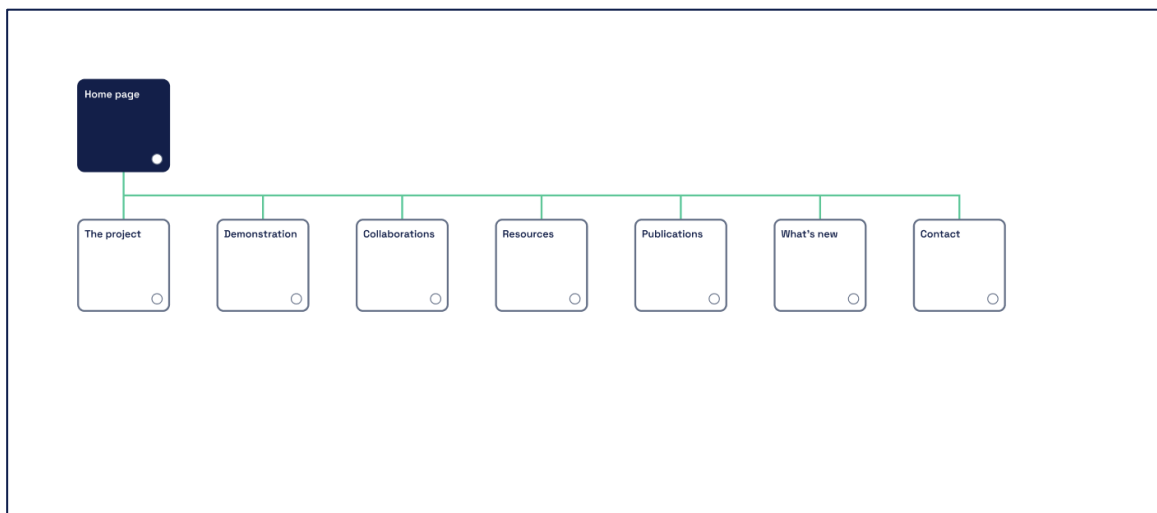 Home page
The project
Demonstration
Collaborations
Resources
Publications
What's new
Contact